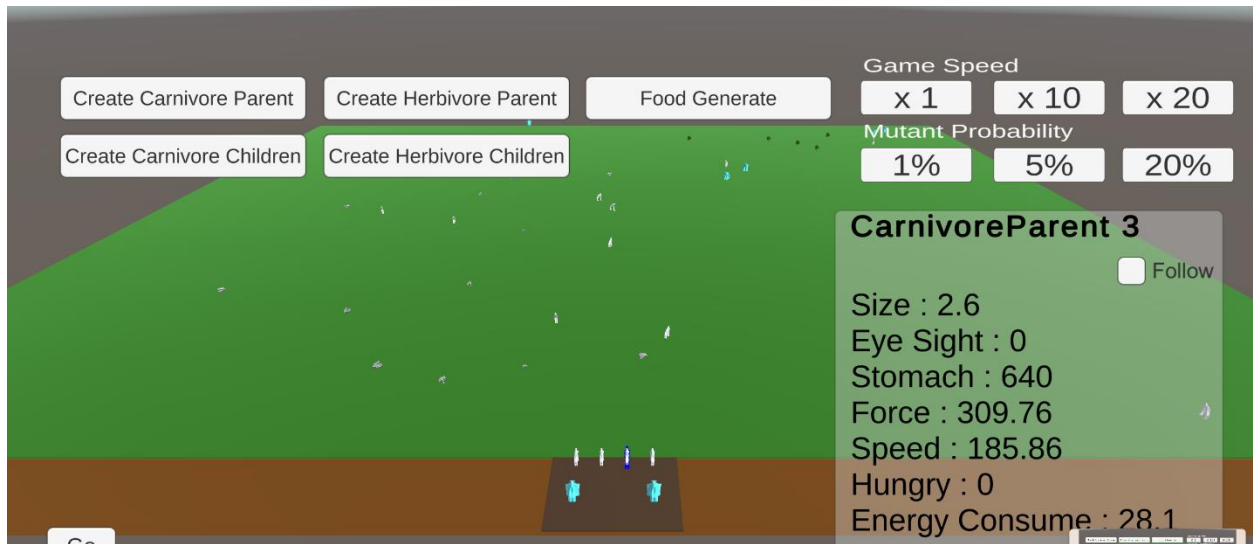 Create Carnivore Parent
Create Herbivore Parent
Food Generate
Create Carnivore Children
Create Herbivore Children
Game Speed
x 1
x 10
x 20
Mutant Probability
1%
5%
20%
CarnivoreParent 3
Follow
Size : 2.6
Eye Sight : 0
Stomach : 640
Force : 309.76
Speed : 185.86
Hungry : 0
Energy Consume : 28.1